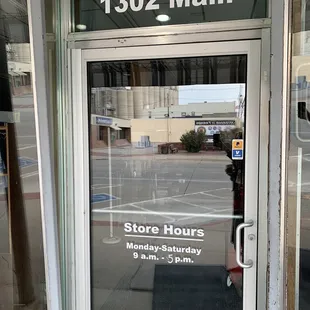 1302 Main
Store Hours
Monday-Saturday
9 a.m. - 5 p.m.